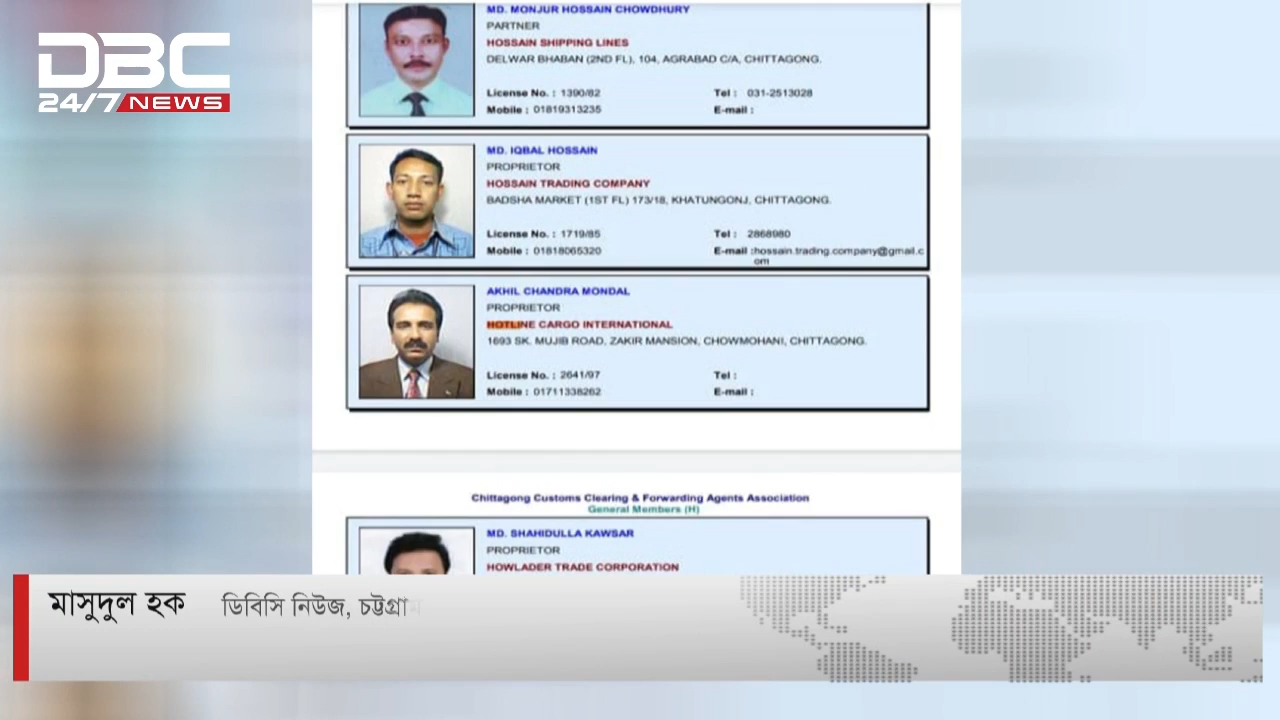 DBC
24/7 NEWS
MD. MONJUR HOSSAIN CHOWDHURY
PARTNER
HOSSAIN SHIPPING LINES
DELWAR BHABAN (2ND FL), 104, AGRABAD C/A, CHITTAGONG.
License No. : 1390/82 Tel : 031-2513028
Mobile : 01819313235 E-mail :
MD. IQBAL HOSSAIN
PROPRIETOR
HOSSAIN TRADING COMPANY
BADSHA MARKET (1ST FL) 173/18, KHATUNGONJ, CHITTAGONG.
License No. : 1719/85 Tel : 2868980
Mobile : 01818065320 E-mail :hossain.trading.company@gmail.c
om
AKHIL CHANDRA MONDAL
PROPRIETOR
HOTLINE CARGO INTERNATIONAL
1693 SK. MUJIB ROAD, ZAKIR MANSION, CHOWMOHANI, CHITTAGONG.
License No. : 2641/97 Tel :
Mobile : 01711338262 E-mail :
Chittagong Customs Clearing & Forwarding Agents Association
General Members (H)
MD. SHAHIDULLA KAWSAR
PROPRIETOR
HOWLADER TRADE CORPORATION
মাসুদুল হক ডিবিসি নিউজ, চট্টগ্রাম